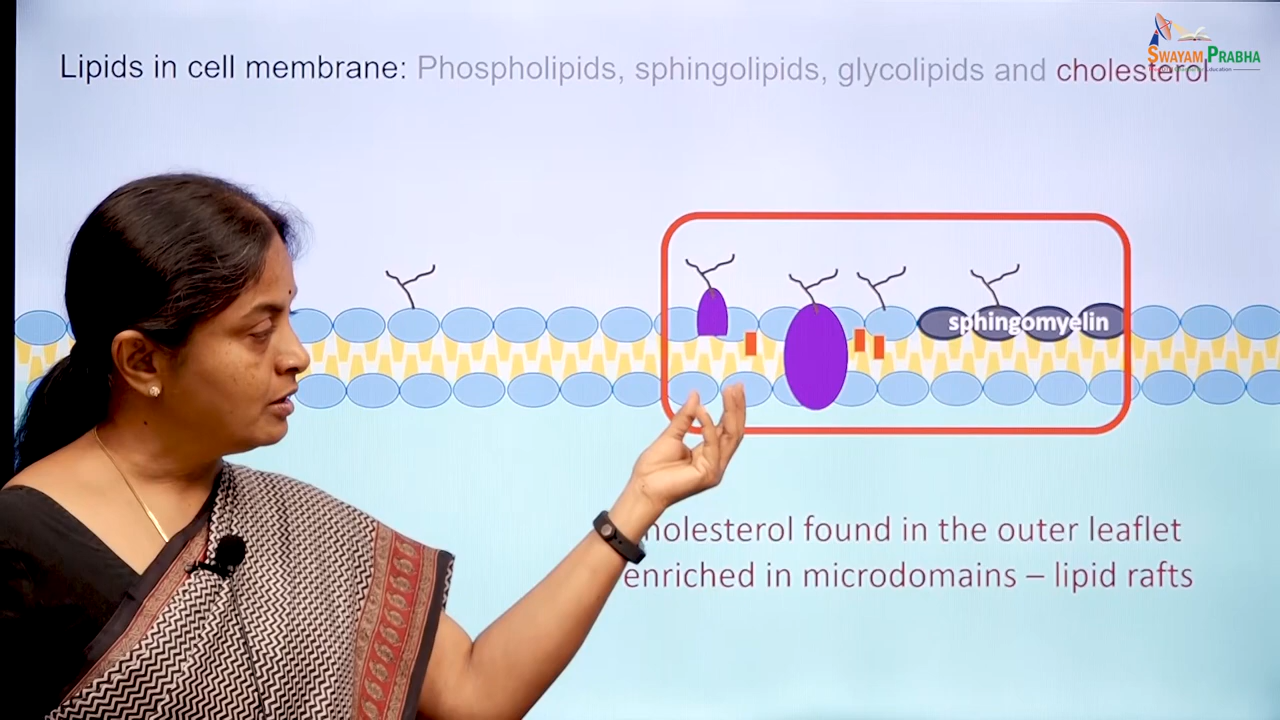 SWAYAM PRABHA
Lipids in cell membrane: Phospholipids, sphingolipids, glycolipids and cholesterol
sphingomyelin
found in the outer leaflet
enriched in microdomains – lipid rafts